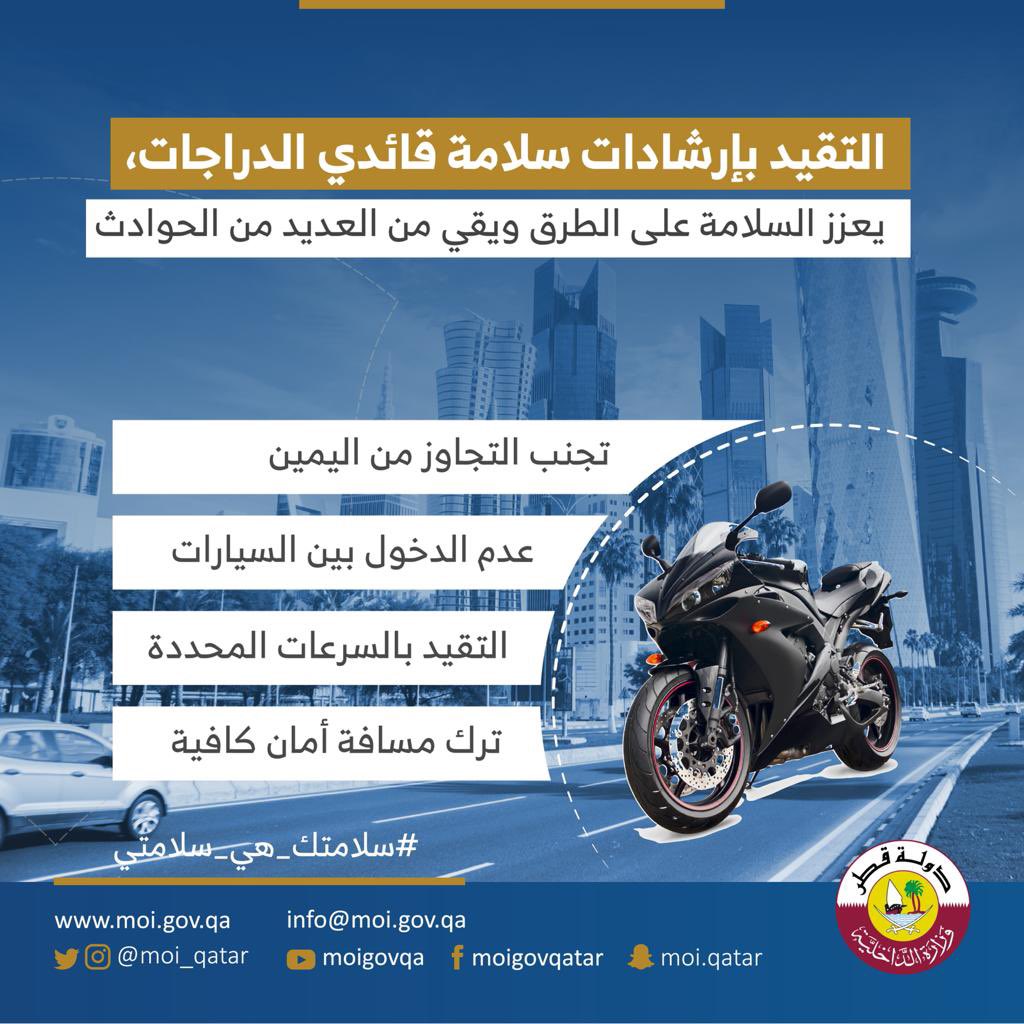 التقيد بإرشادات سلامة قائدي الدراجات،
يعزز السلامة على الطرق ويقي من العديد من الحوادث
تجنب التجاوز من اليمين
عدم الدخول بين السيارات
التقيد بالسرعات المحددة
ترك مسافة أمان كافية
#سلامتك_هي_سلامتي
www.moi.gov.qa info@moi.gov.qa
@moi_qatar moigovqa moigovqatar moi.qatar
دولة قطر
وزارة الداخلية